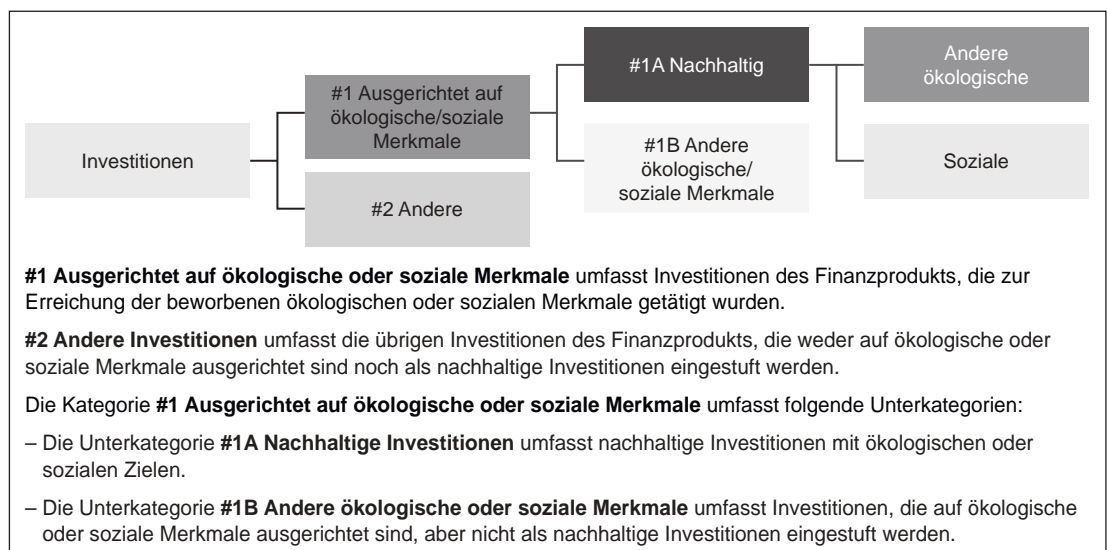 Investitionen
#1 Ausgerichtet auf
ökologische/soziale
Merkmale
#2 Andere
#1A Nachhaltig
#1B Andere
ökologische/
soziale Merkmale
Andere
ökologische
Soziale
#1 Ausgerichtet auf ökologische oder soziale Merkmale umfasst Investitionen des Finanzprodukts, die zur
Erreichung der beworbenen ökologischen oder sozialen Merkmale getätigt wurden.
#2 Andere Investitionen umfasst die übrigen Investitionen des Finanzprodukts, die weder auf ökologische oder
soziale Merkmale ausgerichtet sind noch als nachhaltige Investitionen eingestuft werden.
Die Kategorie #1 Ausgerichtet auf ökologische oder soziale Merkmale umfasst folgende Unterkategorien:
– Die Unterkategorie #1A Nachhaltige Investitionen umfasst nachhaltige Investitionen mit ökologischen oder
sozialen Zielen.
– Die Unterkategorie #1B Andere ökologische oder soziale Merkmale umfasst Investitionen, die auf ökologische
oder soziale Merkmale ausgerichtet sind, aber nicht als nachhaltige Investitionen eingestuft werden.